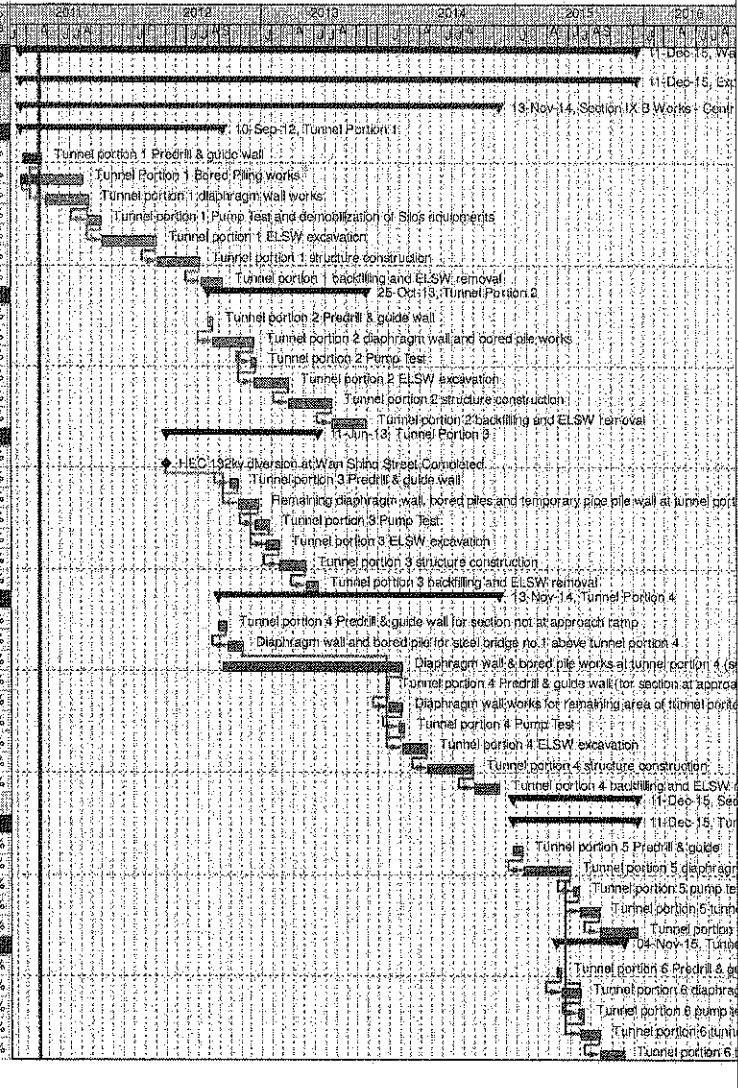 2011 2012 2013 2014 2015 2016
11-Dec-15, Wa
11-Dec-15, Exp
13-Nov-14, Section IX B Works - Centr
10-Sep-12, Tunnel Portion 1
Tunnel portion 1 Predrill & guide wall
Tunnel Portion 1 Bored Piling works
Tunnel portion 1 diaphragm wall works
Tunnel portion 1 Pump Test and demobilization of Silos equipments
Tunnel portion 1 ELSW excavation
Tunnel portion 1 structure construction
Tunnel portion 1 backfilling and ELSW removal
25-Oct-13, Tunnel Portion 2
Tunnel portion 2 Predrill & guide wall
Tunnel portion 2 diaphragm wall and bored pile works
Tunnel portion 2 Pump Test
Tunnel portion 2 ELSW excavation
Tunnel portion 2 structure construction
Tunnel portion 2 backfilling and ELSW removal
11-Jun-13, Tunnel Portion 3
HEC 132kv diversion at Wan Shing Street Completed
Tunnel portion 3 Predrill & guide wall
Remaining diaphragm wall, bored piles and temporary pipe pile wall at tunnel port
Tunnel portion 3 Pump Test
Tunnel portion 3 ELSW excavation
Tunnel portion 3 structure construction
Tunnel portion 3 backfilling and ELSW removal
13-Nov-14, Tunnel Portion 4
Tunnel portion 4 Predrill & guide wall for section not at approach ramp
Diaphragm wall and bored pile for steel bridge no.1 above tunnel portion 4
Diaphragm wall & bored pile works at tunnel portion 4 (s
Tunnel portion 4 Predrill & guide wall (for section at approa
Diaphragm wall works for remaining area of tunnel portio
Tunnel portion 4 Pump Test
Tunnel portion 4 ELSW excavation
Tunnel portion 4 structure construction
Tunnel portion 4 backfilling and ELSW r
11-Dec-15, Sec
11-Dec-15, Tun
Tunnel portion 5 Predrill & guide
Tunnel portion 5 diaphragm
Tunnel portion 5 pump te
Tunnel portion 5 tunne
Tunnel portion
04-Nov-15, Tunne
Tunnel portion 6 Predrill & gu
Tunnel portion 6 diaphrag
Tunnel portion 6 pump te
Tunnel portion 6 tunne
Tunnel portion 6 t